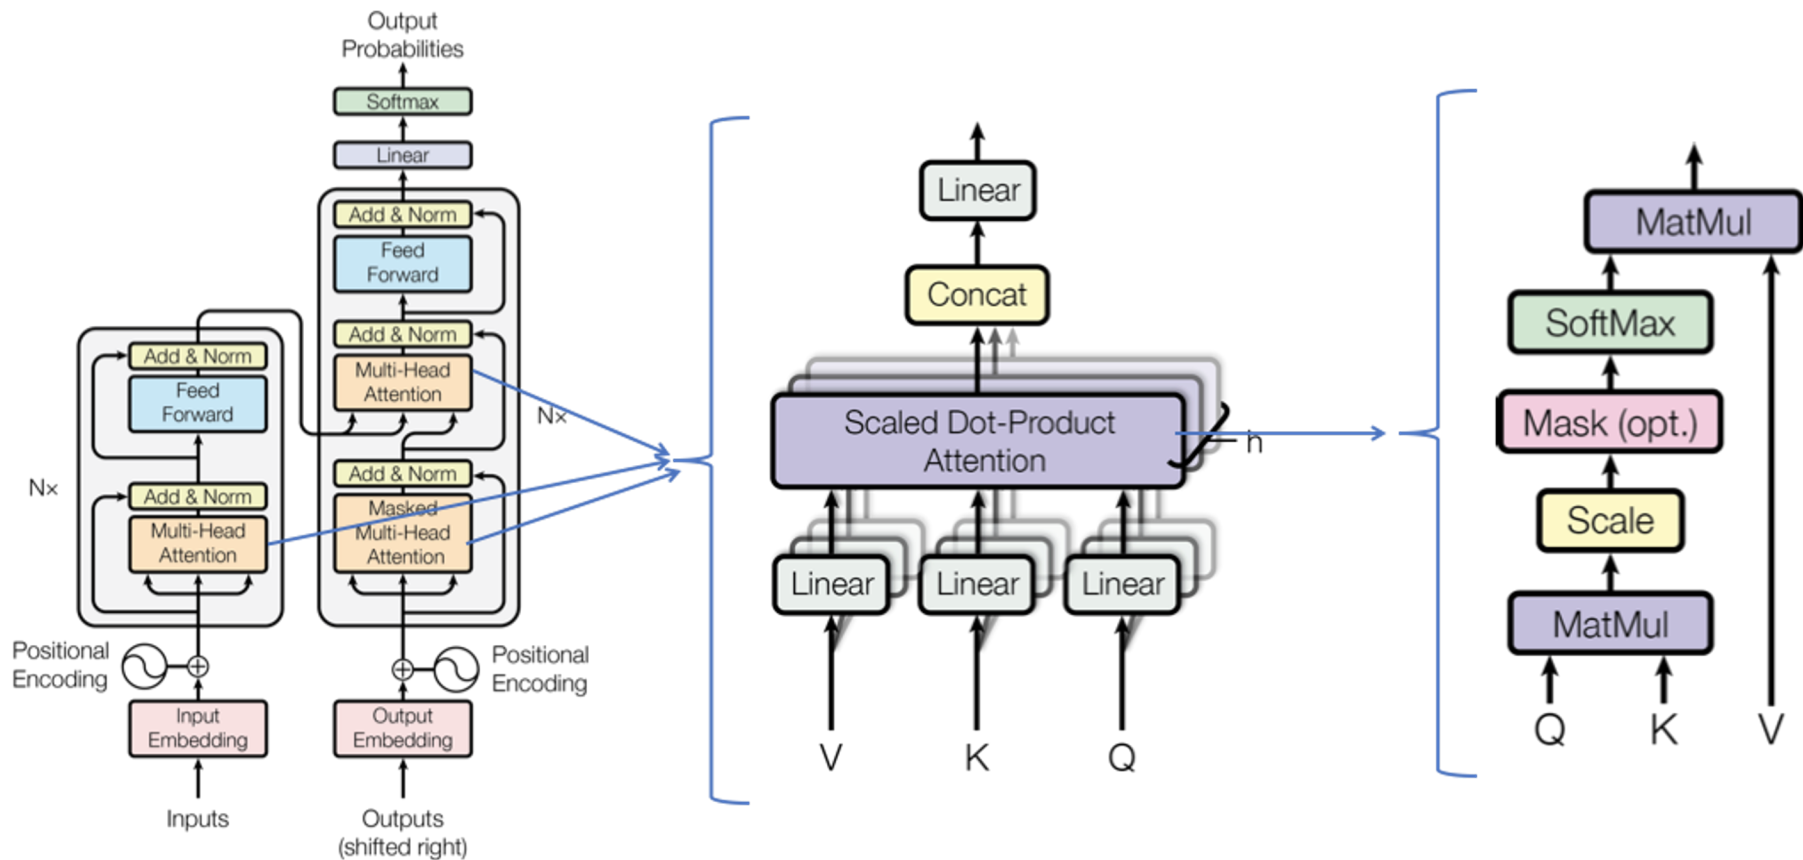 Output
Probabilities
Softmax
Linear
Add & Norm
Feed
Forward
Add & Norm
Multi-Head
Attention
Nx
Add & Norm
Masked
Multi-Head
Attention
Positional
Encoding
Output
Embedding
Outputs
(shifted right)
Add & Norm
Feed
Forward
Nx
Add & Norm
Multi-Head
Attention
Positional
Encoding
Input
Embedding
Inputs
Linear
Concat
Scaled Dot-Product
Attention
h
Linear Linear Linear
V K Q
MatMul
SoftMax
Mask (opt.)
Scale
MatMul
Q K V